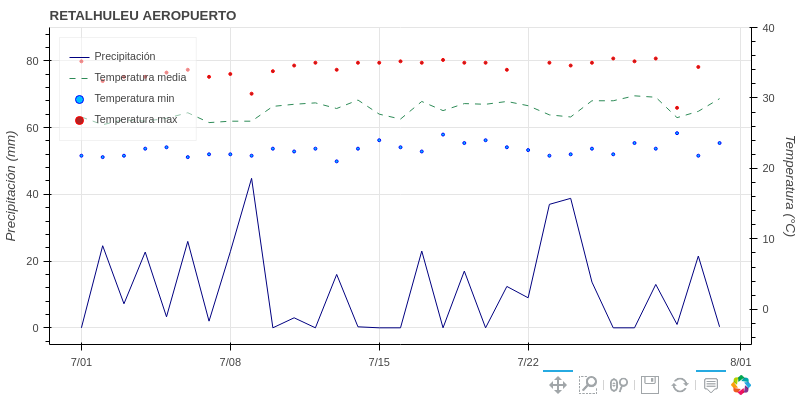 RETALHULEU AEROPUERTO
Precipitación
Temperatura media
Temperatura min
Temperatura max
Precipitación (mm)
Temperatura (°C)
80
60
40
20
0
40
30
20
10
0
7/01
7/08
7/15
7/22
8/01